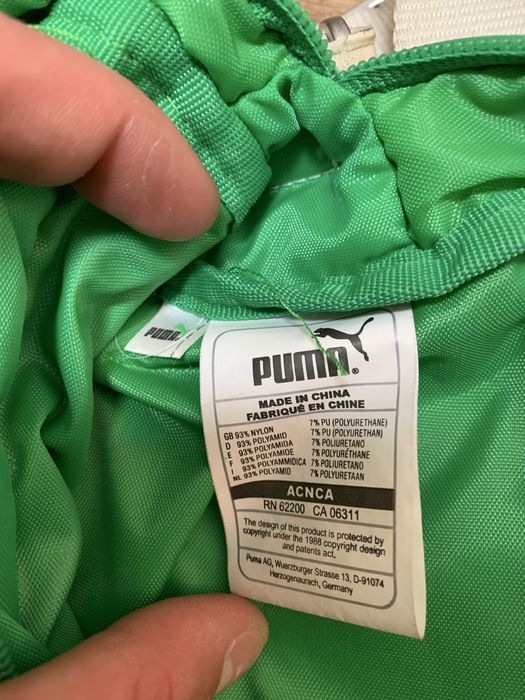 PUMA
PUMA®
MADE IN CHINA
FABRIQUÉ EN CHINE
GB 93% NYLON 7% PU (POLYURETHANE)
D 93% POLYAMID 7% PU (POLYURETHAN)
E 93% POLYAMIDA 7% POLIURETANO
F 93% POLYAMIDE 7% POLYURÉTHANE
I 93% POLYAMMIDICA 7% POLIURETANO
NL 93% POLYAMID 7% POLYURETAAN
ACNCA
RN 62200 CA 06311
The design of this product is protected by
copyright under the 1988 copyright design
and patents act.
Puma AG, Wuerzburger Strasse 13, D-91074
Herzogenaurach, Germany